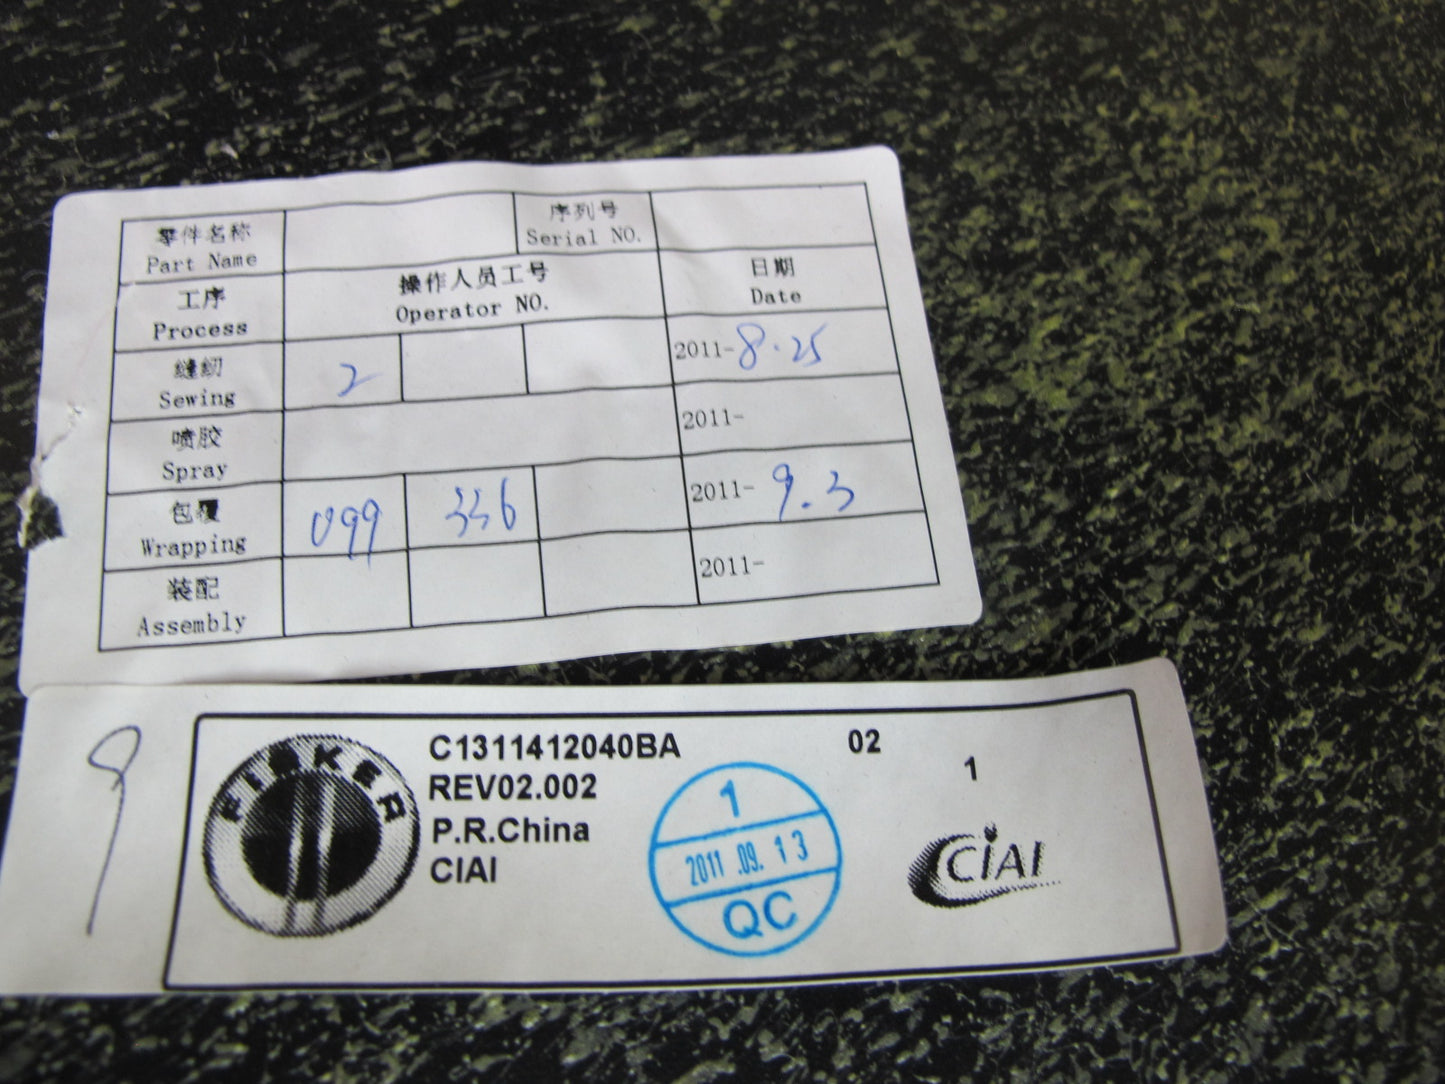 零件名称 序列号
Part Name Serial NO.
工序 操作人员工号 日期
Process Operator NO. Date
缝纫
Sewing 2 2011-8.25
喷胶
Spray 2011-
包覆
Wrapping 099 336 2011- 9.3
装配
Assembly 2011-
9
FISKER
C1311412040BA 02
REV02.002 1
P.R.China
CIAI
1
2011.09.13
QC
CIAI